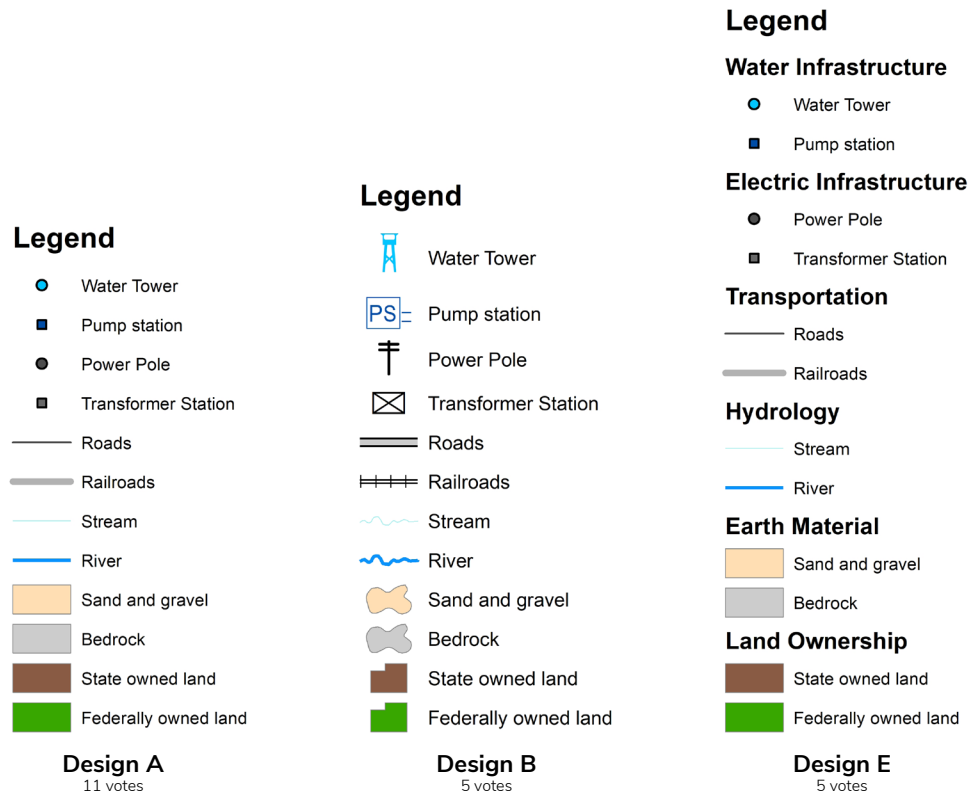 Legend
Water Tower
Pump station
Power Pole
Transformer Station
Roads
Railroads
Stream
River
Sand and gravel
Bedrock
State owned land
Federally owned land
Design A
11 votes
Legend
Water Tower
PS
Pump station
Power Pole
Transformer Station
Roads
Railroads
Stream
River
Sand and gravel
Bedrock
State owned land
Federally owned land
Design B
5 votes
Legend
Water Infrastructure
Water Tower
Pump station
Electric Infrastructure
Power Pole
Transformer Station
Transportation
Roads
Railroads
Hydrology
Stream
River
Earth Material
Sand and gravel
Bedrock
Land Ownership
State owned land
Federally owned land
Design E
5 votes